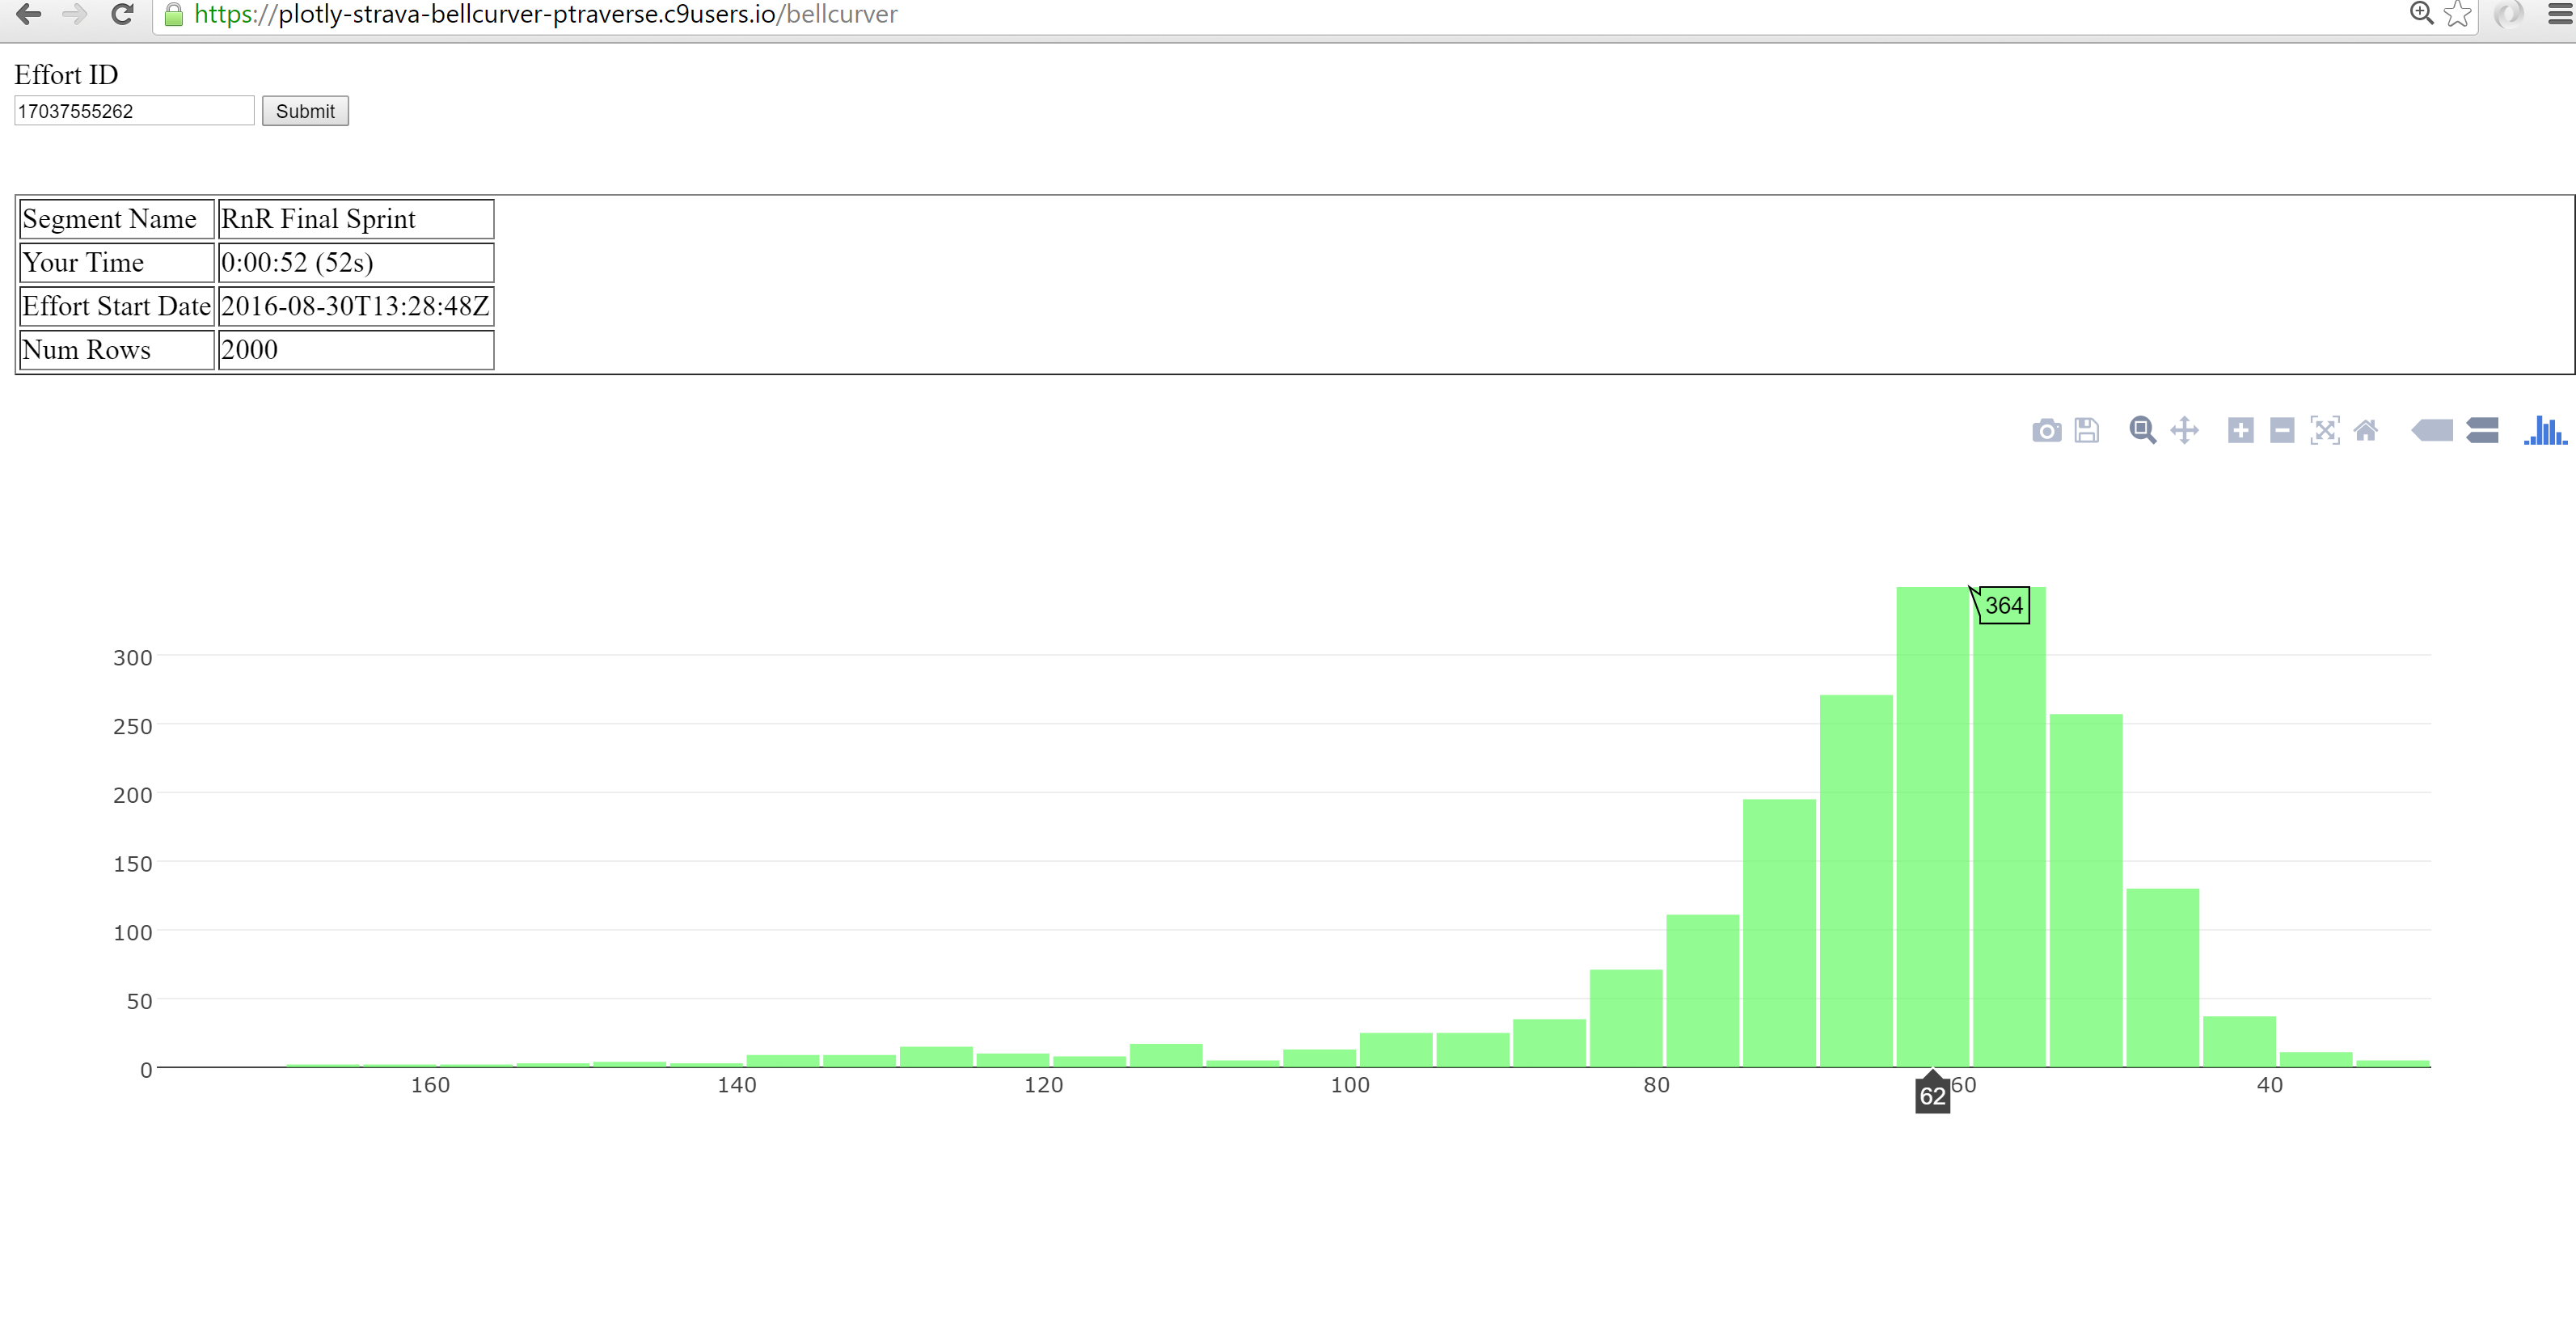 https://plotly-strava-bellcurver-ptraverse.c9users.io/bellcurver
Effort ID
17037555262 Submit
Segment Name RnR Final Sprint
Your Time 0:00:52 (52s)
Effort Start Date 2016-08-30T13:28:48Z
Num Rows 2000
364
300
250
200
150
100
50
0
160 140 120 100 80 60 40
62